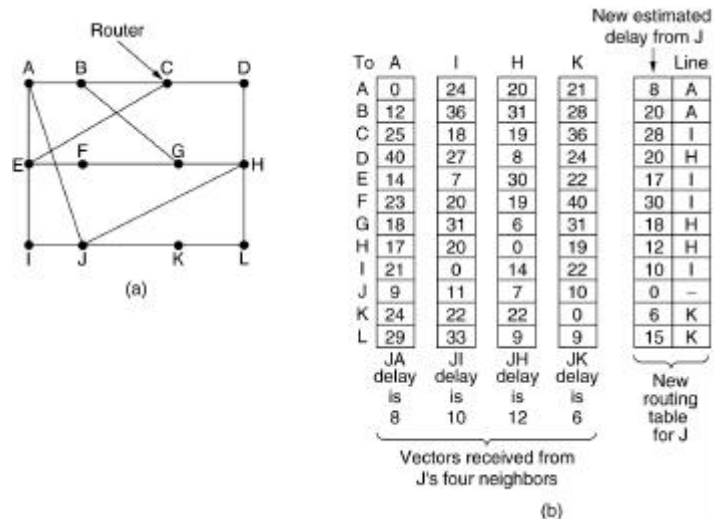 Router
A B C D
E F G H
I J K L
(a)
New estimated
delay from J
To A I H K Line
A 0 24 20 21 8 A
B 12 36 31 28 20 A
C 25 18 19 36 28 I
D 40 27 8 24 20 H
E 14 7 30 22 17 I
F 23 20 19 40 30 I
G 18 31 6 31 18 H
H 17 20 0 19 12 H
I 21 0 14 22 10 I
J 9 11 7 10 0 –
K 24 22 22 0 6 K
L 29 33 9 9 15 K
JA JI JH JK
delay delay delay delay
is is is is
8 10 12 6
New
routing
table
for J
Vectors received from
J's four neighbors
(b)